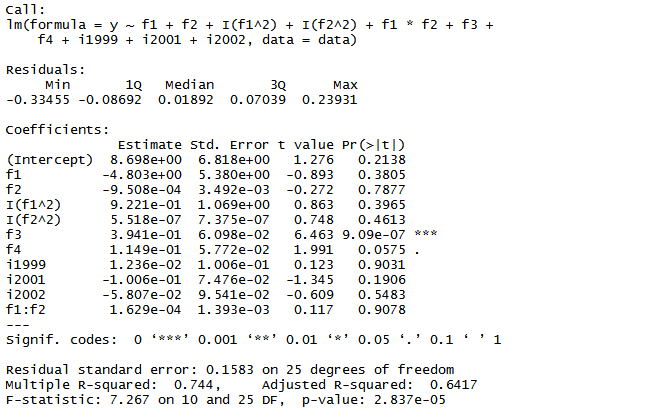 Call:
lm(formula = y ~ f1 + f2 + I(f1^2) + I(f2^2) + f1 * f2 + f3 +
    f4 + i1999 + i2001 + i2002, data = data)

Residuals:
     Min       1Q   Median       3Q      Max
-0.33455 -0.08692  0.01892  0.07039  0.23931

Coefficients:
              Estimate Std. Error t value Pr(>|t|)
(Intercept)  8.698e+00  6.818e+00   1.276   0.2138
f1          -4.803e+00  5.380e+00  -0.893   0.3805
f2          -9.508e-04  3.492e-03  -0.272   0.7877
I(f1^2)      9.221e-01  1.069e+00   0.863   0.3965
I(f2^2)      5.518e-07  7.375e-07   0.748   0.4613
f3           3.941e-01  6.098e-02   6.463 9.09e-07 ***
f4           1.149e-01  5.772e-02   1.991   0.0575 .
i1999        1.236e-02  1.006e-01   0.123   0.9031
i2001       -1.006e-01  7.476e-02  -1.345   0.1906
i2002       -5.807e-02  9.541e-02  -0.609   0.5483
f1:f2        1.629e-04  1.393e-03   0.117   0.9078
---
Signif. codes:  0 ‘***’ 0.001 ‘**’ 0.01 ‘*’ 0.05 ‘.’ 0.1 ‘ ’ 1

Residual standard error: 0.1583 on 25 degrees of freedom
Multiple R-squared:  0.744,     Adjusted R-squared:  0.6417
F-statistic: 7.267 on 10 and 25 DF,  p-value: 2.837e-05